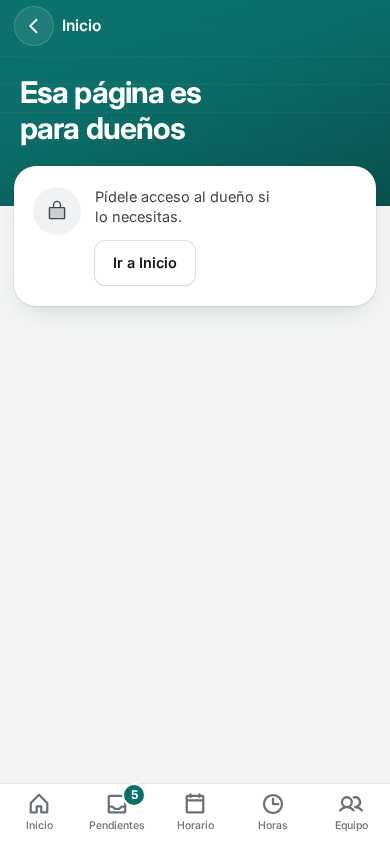 Inicio
Esa página es
para dueños
Pídele acceso al dueño si
lo necesitas.
Ir a Inicio
5
Inicio
Pendientes
Horario
Horas
Equipo